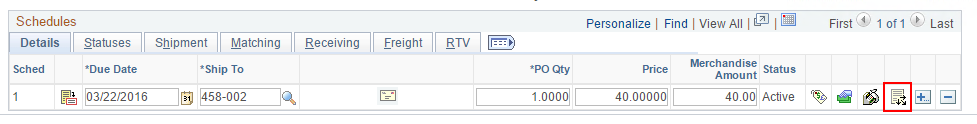 Schedules
Personalize | Find | View All | First 1 of 1 Last
Details Statuses Shipment Matching Receiving Freight RTV
Sched *Due Date *Ship To *PO Qty Price Merchandise Amount Status
1 03/22/2016 31 458-002 1.0000 40.00000 40.00 Active